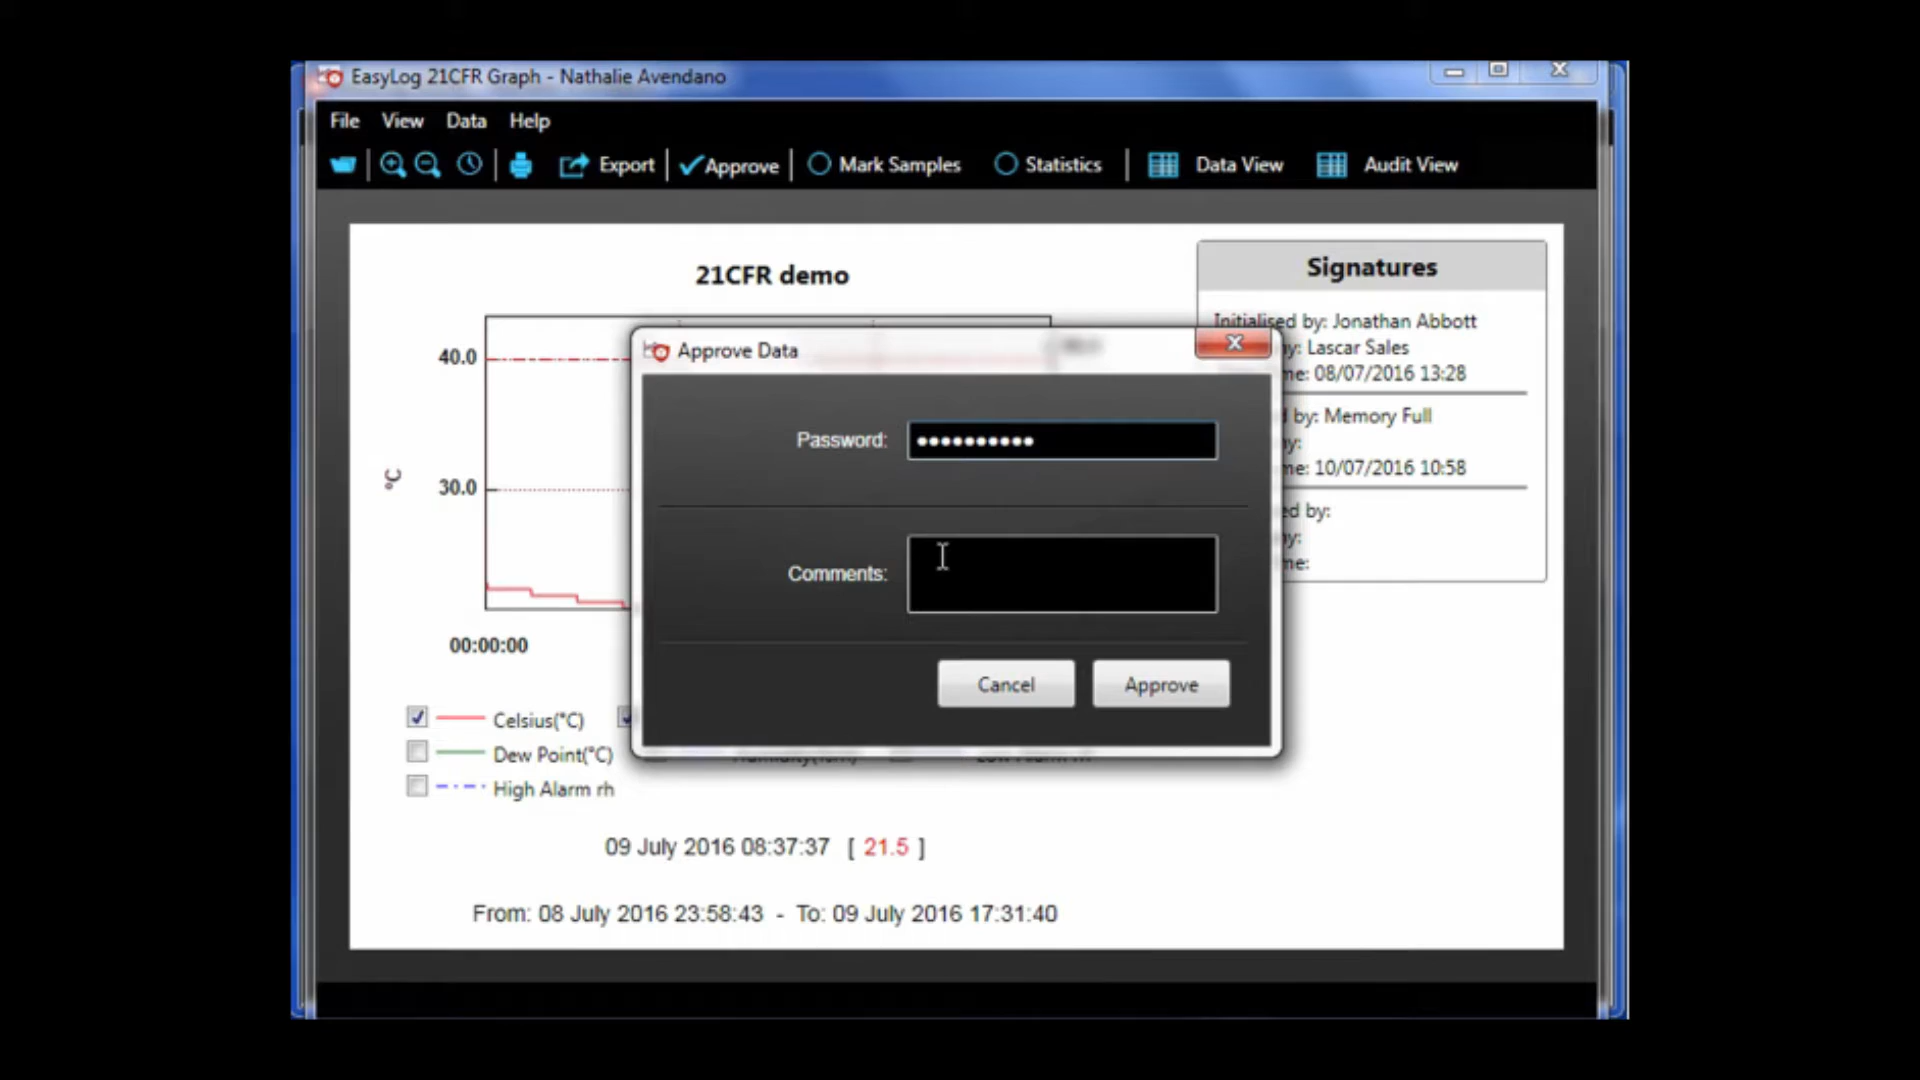 EasyLog 21CFR Graph - Nathalie Avendano
File View Data Help
Export Approve Mark Samples Statistics Data View Audit View
21CFR demo
Signatures
Initialised by: Jonathan Abbott
Lascar Sales
08/07/2016 13:28
by: Memory Full
10/07/2016 10:58
by:
40.0
30.0
°C
00:00:00
Approve Data
Password: ••••••••••
Comments:
Cancel Approve
Celsius(°C)
Dew Point(°C)
High Alarm rh
09 July 2016 08:37:37 [ 21.5 ]
From: 08 July 2016 23:58:43 - To: 09 July 2016 17:31:40